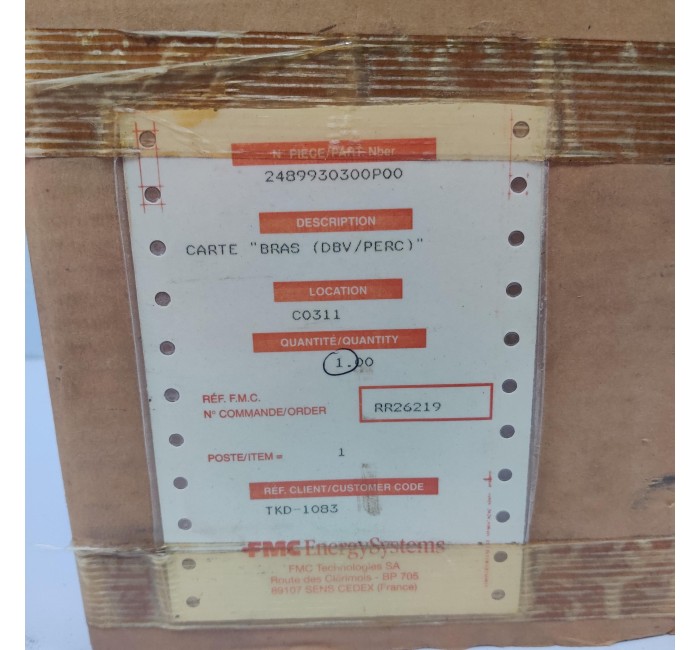 N° PIÈCE/PART Nber
2489930300P00
DESCRIPTION
CARTE "BRAS (DBV/PERC)"
LOCATION
C0311
QUANTITÉ/QUANTITY
1.00
RÉF. F.M.C.
N° COMMANDE/ORDER
RR26219
POSTE/ITEM = 1
RÉF. CLIENT/CUSTOMER CODE
TKD-1083
FMC EnergySystems
FMC Technologies SA
Route des Clérimois - BP 705
89107 SENS CEDEX (France)